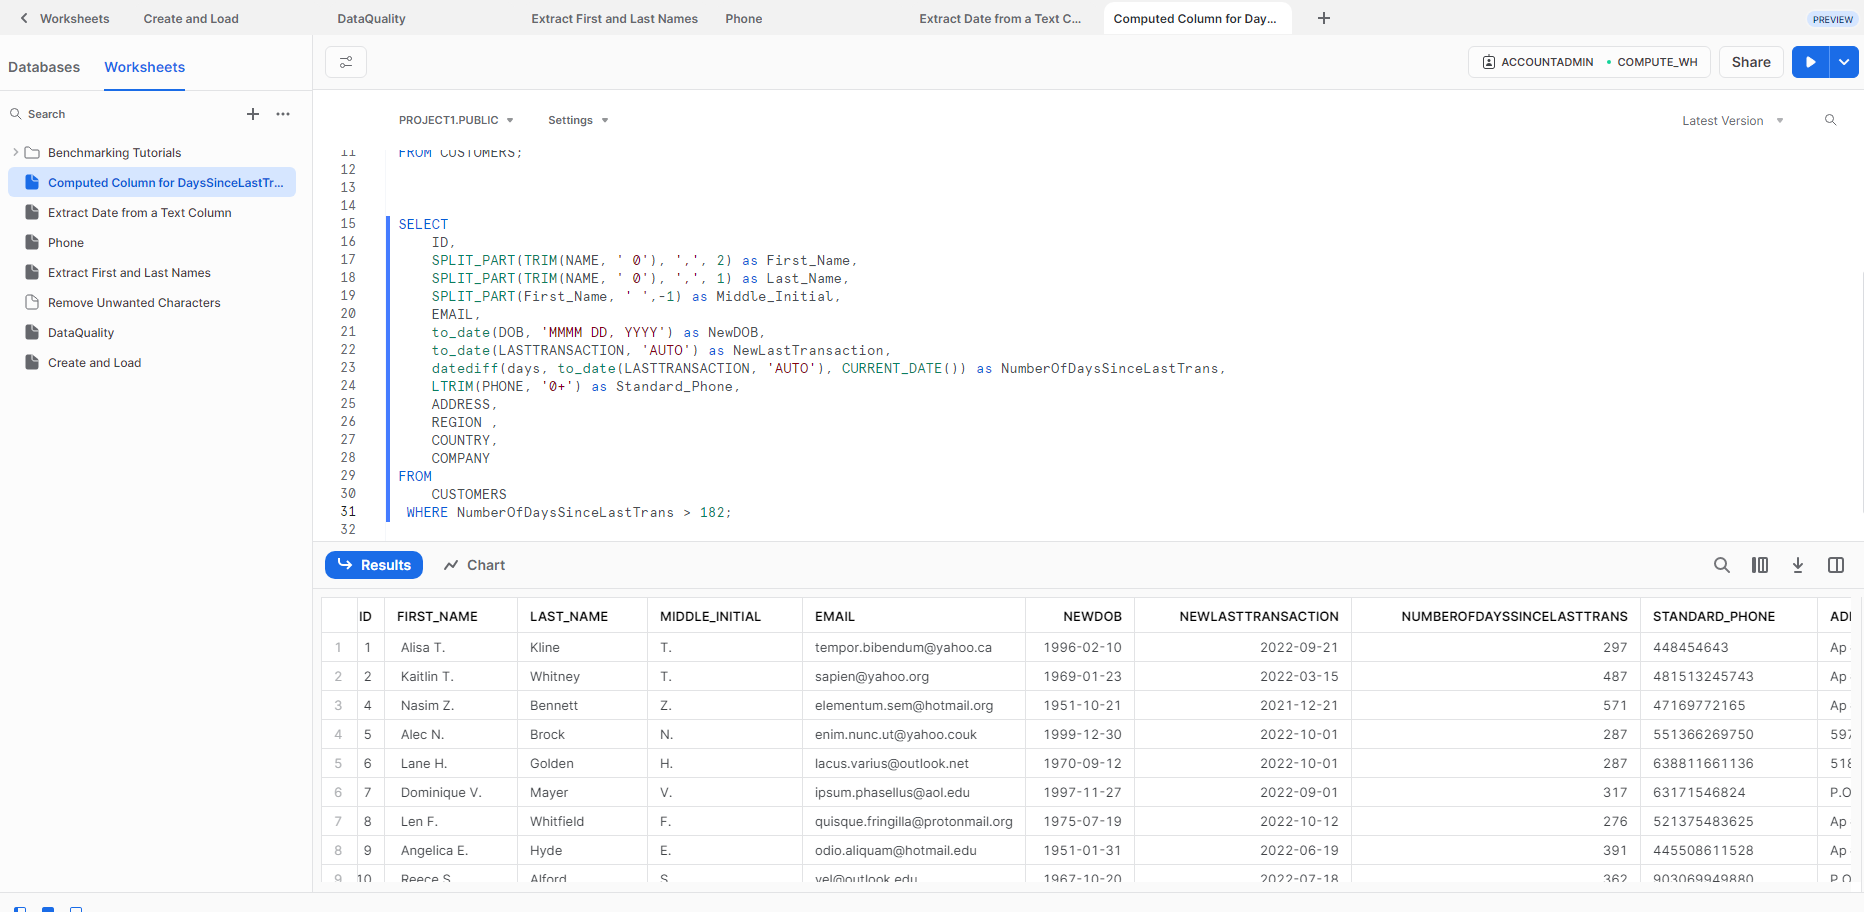 Worksheets Create and Load DataQuality Extract First and Last Names Phone Extract Date from a Text C... Computed Column for Day... PREVIEW
Databases Worksheets
ACCOUNTADMIN • COMPUTE_WH Share
Search
PROJECT1.PUBLIC Settings Latest Version
Benchmarking Tutorials
Computed Column for DaysSinceLastTr...
Extract Date from a Text Column
Phone
Extract First and Last Names
Remove Unwanted Characters
DataQuality
Create and Load
11 FROM CUSTOMERS;
12
13
14
15 SELECT
16 ID,
17 SPLIT_PART(TRIM(NAME, ' 0'), ',', 2) as First_Name,
18 SPLIT_PART(TRIM(NAME, ' 0'), ',', 1) as Last_Name,
19 SPLIT_PART(First_Name, ' ',-1) as Middle_Initial,
20 EMAIL,
21 to_date(DOB, 'MMMM DD, YYYY') as NewDOB,
22 to_date(LASTTRANSACTION, 'AUTO') as NewLastTransaction,
23 datediff(days, to_date(LASTTRANSACTION, 'AUTO'), CURRENT_DATE()) as NumberOfDaysSinceLastTrans,
24 LTRIM(PHONE, '0+') as Standard_Phone,
25 ADDRESS,
26 REGION ,
27 COUNTRY,
28 COMPANY
29 FROM
30 CUSTOMERS
31 WHERE NumberOfDaysSinceLastTrans > 182;
32
Results Chart
ID FIRST_NAME LAST_NAME MIDDLE_INITIAL EMAIL NEWDOB NEWLASTTRANSACTION NUMBEROFDAYSSINCELASTTRANS STANDARD_PHONE
1 1 Alisa T. Kline T. tempor.bibendum@yahoo.ca 1996-02-10 2022-09-21 297 448454643 Ap
2 2 Kaitlin T. Whitney T. sapien@yahoo.org 1969-01-23 2022-03-15 487 481513245743 Ap
3 4 Nasim Z. Bennett Z. elementum.sem@hotmail.org 1951-10-21 2021-12-21 571 47169772165 Ap
4 5 Alec N. Brock N. enim.nunc.ut@yahoo.couk 1999-12-30 2022-10-01 287 551366269750 597
5 6 Lane H. Golden H. lacus.varius@outlook.net 1970-09-12 2022-10-01 287 638811661136 518
6 7 Dominique V. Mayer V. ipsum.phasellus@aol.edu 1997-11-27 2022-09-01 317 63171546824 P.O
7 8 Len F. Whitfield F. quisque.fringilla@protonmail.org 1975-07-19 2022-10-12 276 521375483625 Ap
8 9 Angelica E. Hyde E. odio.aliquam@hotmail.edu 1951-01-31 2022-06-19 391 445508611528 Ap
9 10 Reece S. Alford S. vel@outlook.edu 1967-10-20 2022-07-18 362 903069949880 P.O